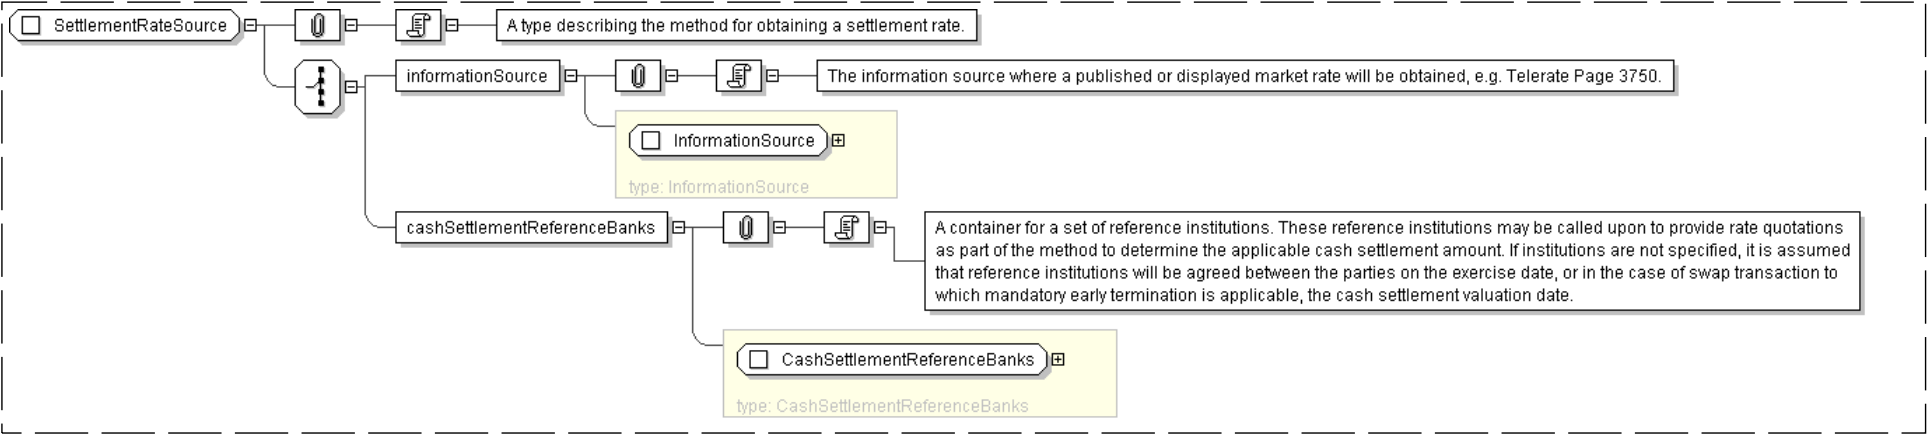 SettlementRateSource
A type describing the method for obtaining a settlement rate.
informationSource
The information source where a published or displayed market rate will be obtained, e.g. Telerate Page 3750.
InformationSource
type: InformationSource
cashSettlementReferenceBanks
A container for a set of reference institutions. These reference institutions may be called upon to provide rate quotations
as part of the method to determine the applicable cash settlement amount. If institutions are not specified, it is assumed
that reference institutions will be agreed between the parties on the exercise date, or in the case of swap transaction to
which mandatory early termination is applicable, the cash settlement valuation date.
CashSettlementReferenceBanks
type: CashSettlementReferenceBanks